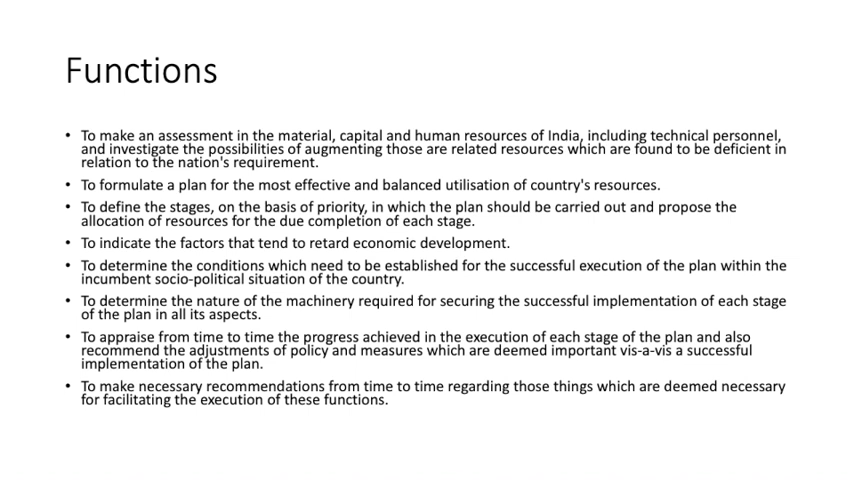 Functions
• To make an assessment in the material, capital and human resources of India, including technical personnel,
and investigate the possibilities of augmenting those are related resources which are found to be deficient in
relation to the nation's requirement.
• To formulate a plan for the most effective and balanced utilisation of country's resources.
• To define the stages, on the basis of priority, in which the plan should be carried out and propose the
allocation of resources for the due completion of each stage.
• To indicate the factors that tend to retard economic development.
• To determine the conditions which need to be established for the successful execution of the plan within the
incumbent socio-political situation of the country.
• To determine the nature of the machinery required for securing the successful implementation of each stage
of the plan in all its aspects.
• To appraise from time to time the progress achieved in the execution of each stage of the plan and also
recommend the adjustments of policy and measures which are deemed important vis-a-vis a successful
implementation of the plan.
• To make necessary recommendations from time to time regarding those things which are deemed necessary
for facilitating the execution of these functions.